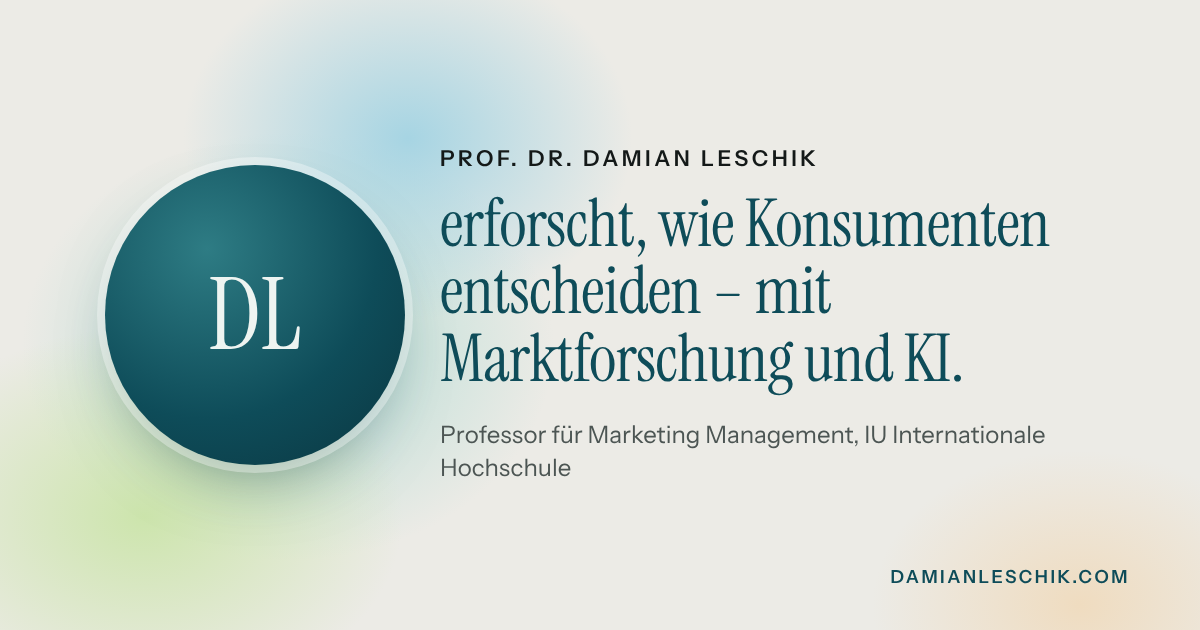 DL
PROF. DR. DAMIAN LESCHIK
erforscht, wie Konsumenten
entscheiden – mit
Marktforschung und KI.
Professor für Marketing Management, IU Internationale
Hochschule
DAMIANLESCHIK.COM